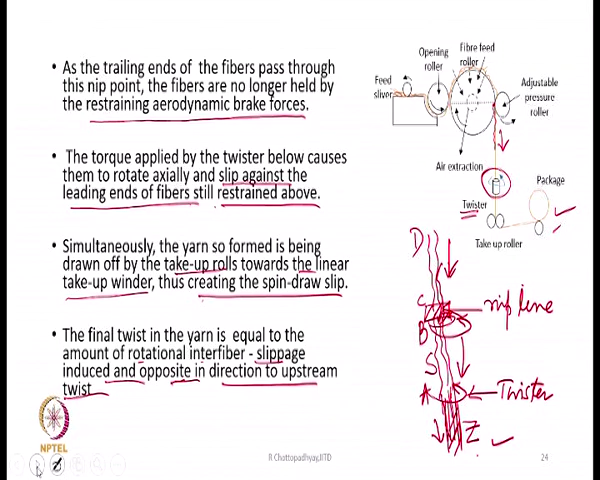 • As the trailing ends of the fibers pass through
this nip point, the fibers are no longer held by
the restraining aerodynamic brake forces.
• The torque applied by the twister below causes
them to rotate axially and slip against the
leading ends of fibers still restrained above.
• Simultaneously, the yarn so formed is being
drawn off by the take-up rolls towards the linear
take-up winder, thus creating the spin-draw slip.
• The final twist in the yarn is equal to the
amount of rotational interfiber - slippage
induced and opposite in direction to upstream
twist
Opening
roller
Fibre feed
roller
Feed
sliver
Adjustable
pressure
roller
Air extraction
Package
Twister
Take up roller
D
C
nip line
B
S
A
Twister
Z
NPTEL
R Chottopadhyay,IITD
24